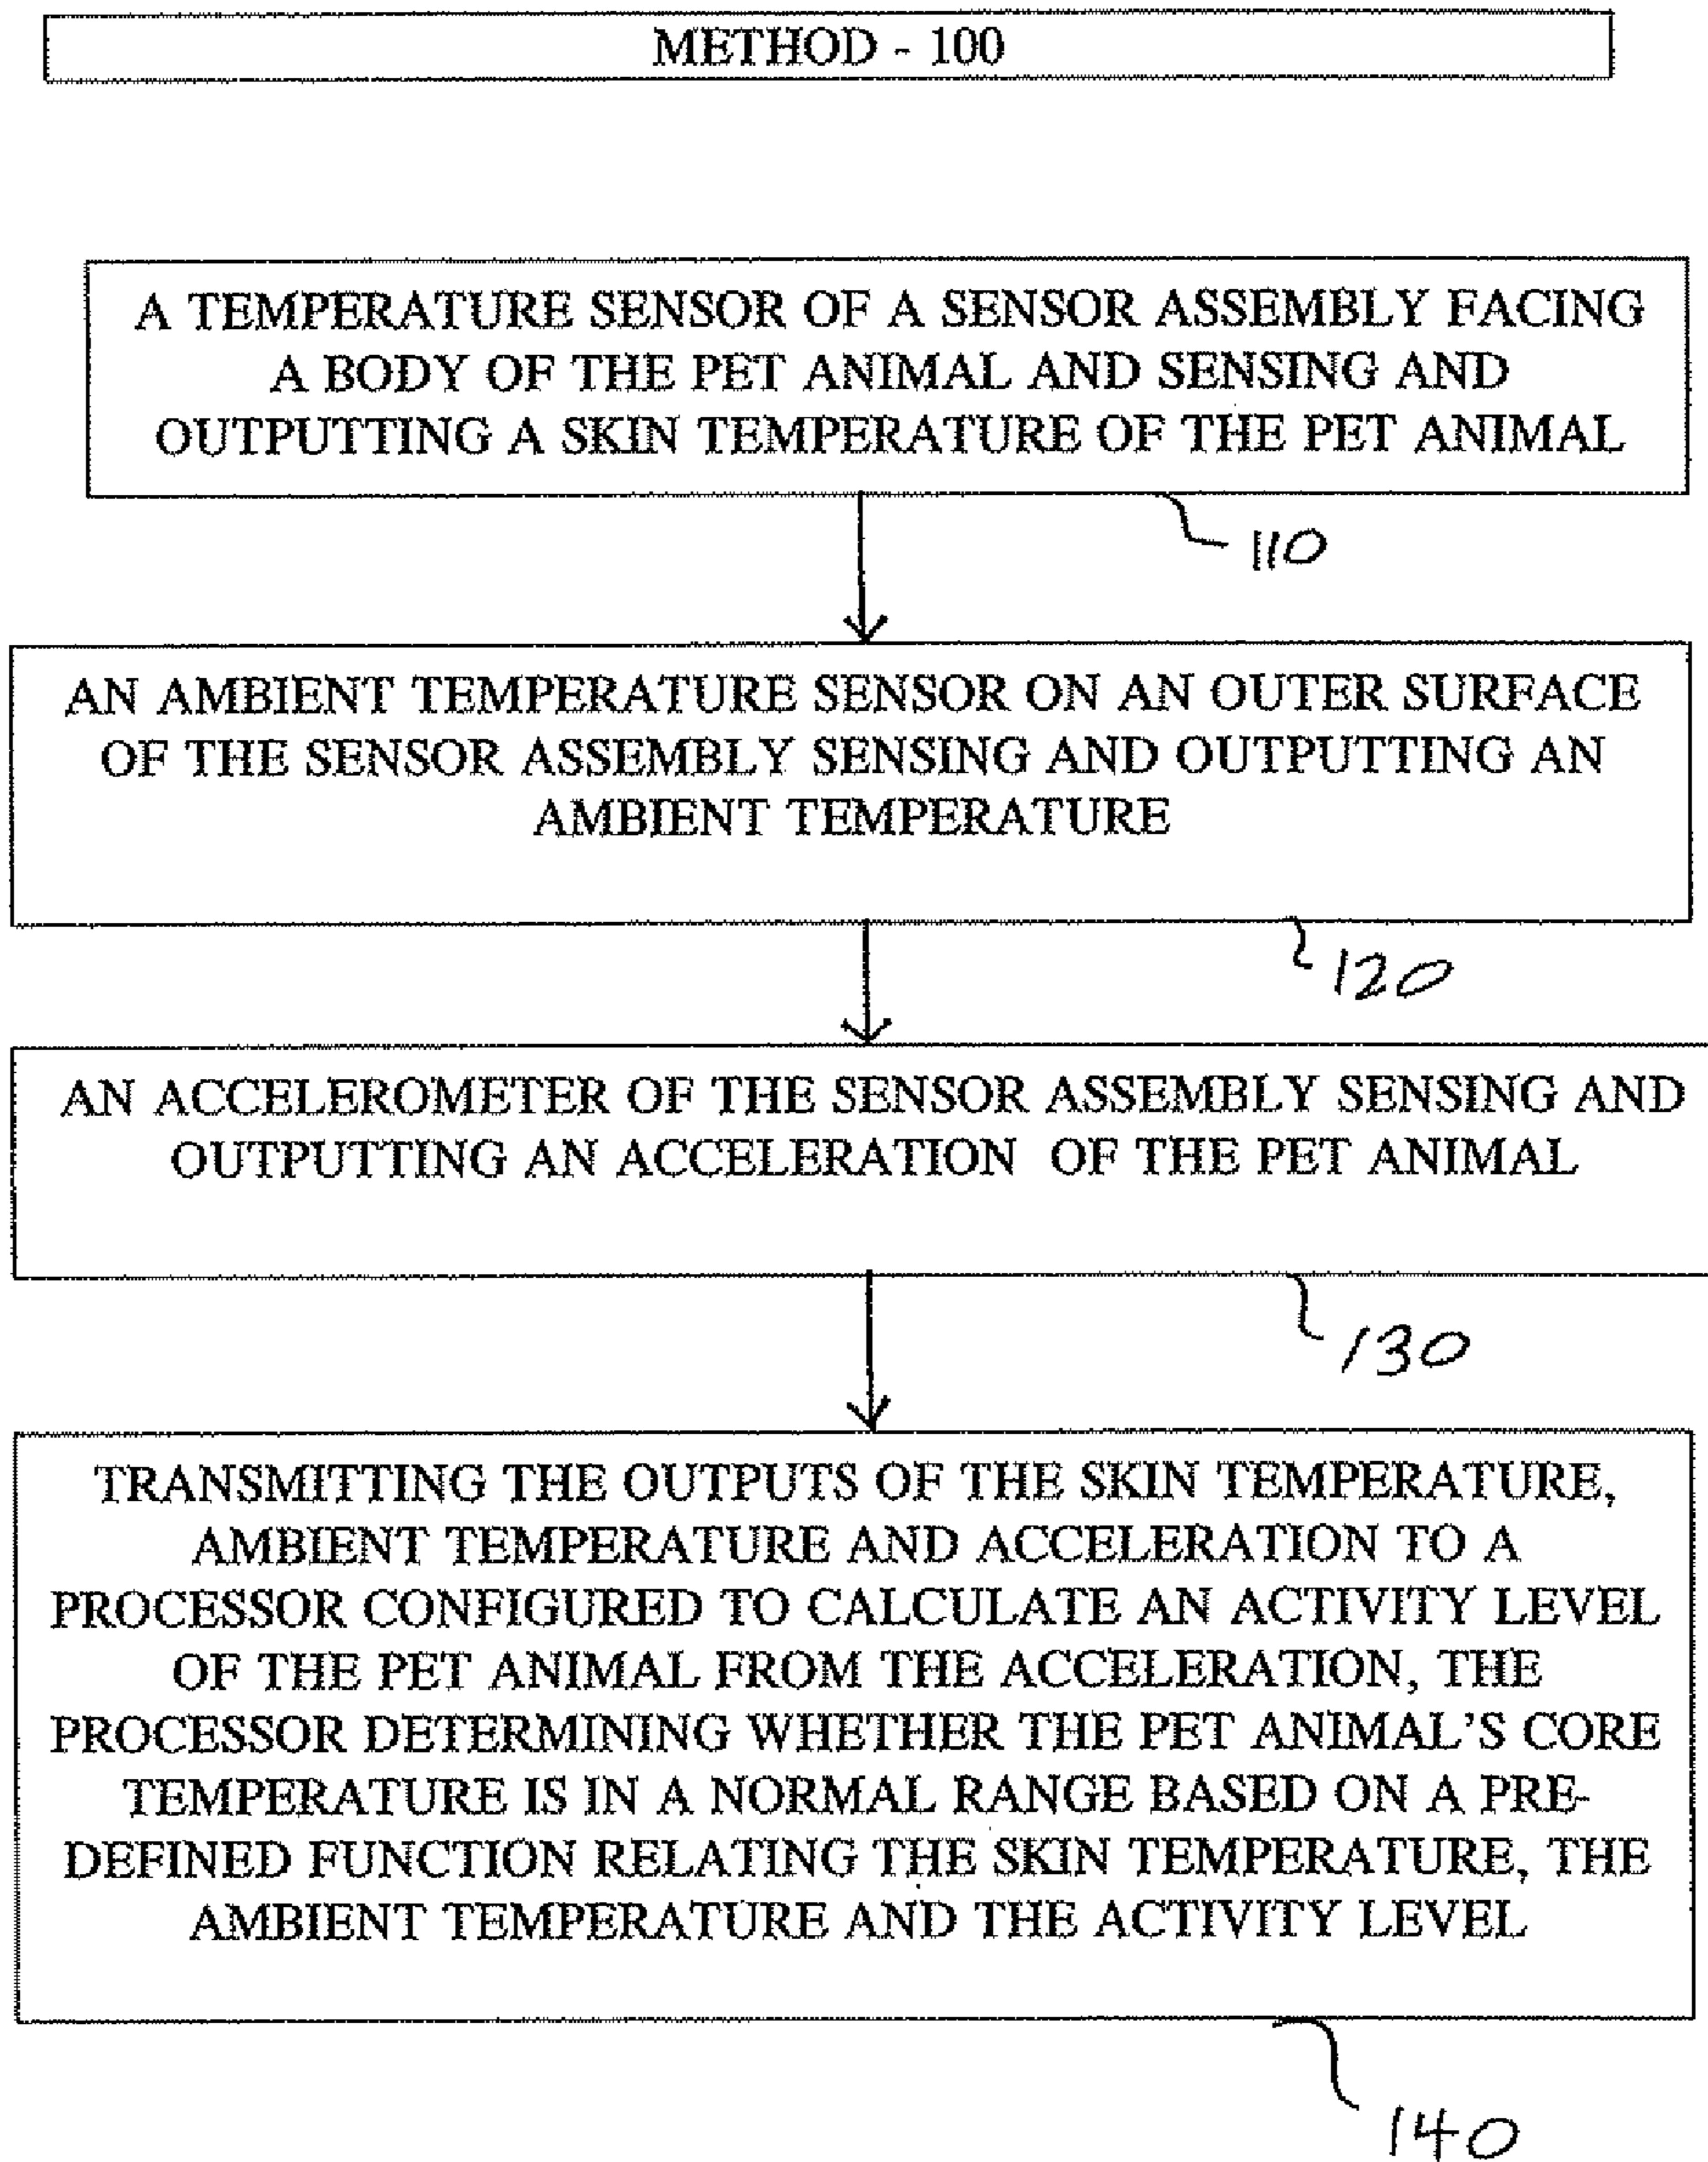 METHOD - 100
A TEMPERATURE SENSOR OF A SENSOR ASSEMBLY FACING
A BODY OF THE PET ANIMAL AND SENSING AND
OUTPUTTING A SKIN TEMPERATURE OF THE PET ANIMAL
110
AN AMBIENT TEMPERATURE SENSOR ON AN OUTER SURFACE
OF THE SENSOR ASSEMBLY SENSING AND OUTPUTTING AN
AMBIENT TEMPERATURE
120
AN ACCELEROMETER OF THE SENSOR ASSEMBLY SENSING AND
OUTPUTTING AN ACCELERATION OF THE PET ANIMAL
130
TRANSMITTING THE OUTPUTS OF THE SKIN TEMPERATURE,
AMBIENT TEMPERATURE AND ACCELERATION TO A
PROCESSOR CONFIGURED TO CALCULATE AN ACTIVITY LEVEL
OF THE PET ANIMAL FROM THE ACCELERATION, THE
PROCESSOR DETERMINING WHETHER THE PET ANIMAL'S CORE
TEMPERATURE IS IN A NORMAL RANGE BASED ON A PRE-
DEFINED FUNCTION RELATING THE SKIN TEMPERATURE, THE
AMBIENT TEMPERATURE AND THE ACTIVITY LEVEL
140